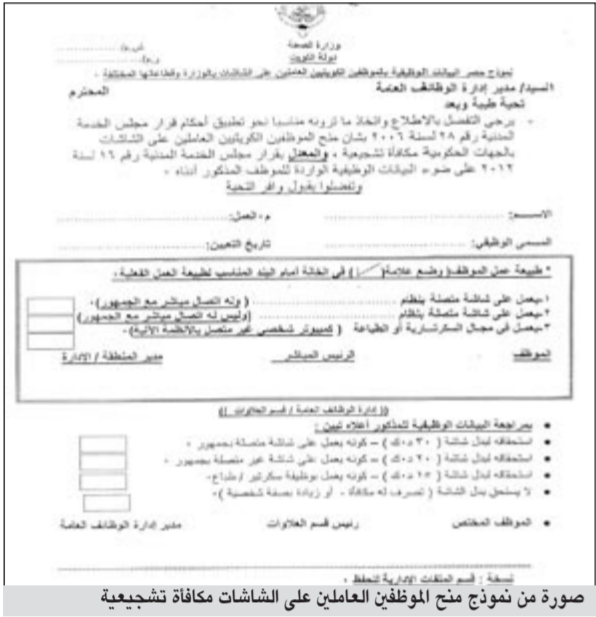 وزارة الصحة
دولة الكويت
نموذج حصر البيانات الوظيفية بالموظفين الكويتيين العاملين على الشاشات بالوزارة وقطاعاتها المختلفة .
السيد/ مدير إدارة الوظائف العامة المحترم
تحية طيبة وبعد
- يرجى التفضل بالاطلاع واتخاذ ما ترونه مناسبا نحو تطبيق أحكام قرار مجلس الخدمة
المدنية رقم ٢٨ لسنة ٢٠٠٦ بشان منح الموظفين الكويتيين العاملين على الشاشات
بالجهات الحكومية مكافأة تشجيعية ، والمعدل بقرار مجلس الخدمة المدنية رقم ١٦ لسنة
٢٠١٢ على ضوء البيانات الوظيفية الواردة للموظف المذكور أدناه .
وتفضلوا بقبول وافر التحية
الاســم: م.العمل:
المسمى الوظيفي: تاريخ التعيين:
* طبيعة عمل الموظف( وضع علامة(✓) في الخانة أمام البند المناسب لطبيعة العمل الفعلية.
١-يعمل على شاشة متصلة بنظام ( وله اتصال مباشر مع الجمهور).
٢-يعمل على شاشة متصلة بنظام (وليس له اتصال مباشر مع الجمهور)
٣-يعمل في مجال السكرتارية أو الطباعة ( كمبيوتر شخصي غير متصل بالأنظمة الآلية).
الموظف الرئيس المباشر مدير المنطقة / الادارة
(( إدارة الوظائف العامة / قسم العلاوات ))
• بمراجعة البيانات الوظيفية للمذكور أعلاه تبين :
• استحقاقه لبدل شاشة ( ٣٠ د.ك ) – كونه يعمل على شاشة متصلة بجمهور .
• استحقاقه لبدل شاشة ( ٢٠ د.ك ) – كونه يعمل على شاشة غير متصلة بجمهور .
• استحقاقه لبدل شاشة ( ١٥ د.ك ) – كونه يعمل بوظيفة سكرتير /طباع.
• لا يستحق بدل الشاشة ( تصرف له مكافأة . أو زيادة بصفة شخصية ).
• الموظف المختص رئيس قسم العلاوات مدير إدارة الوظائف العامة
نسخة : قسم الملفات الإدارية للحفظ .
صورة من نموذج منح الموظفين العاملين على الشاشات مكافأة تشجيعية